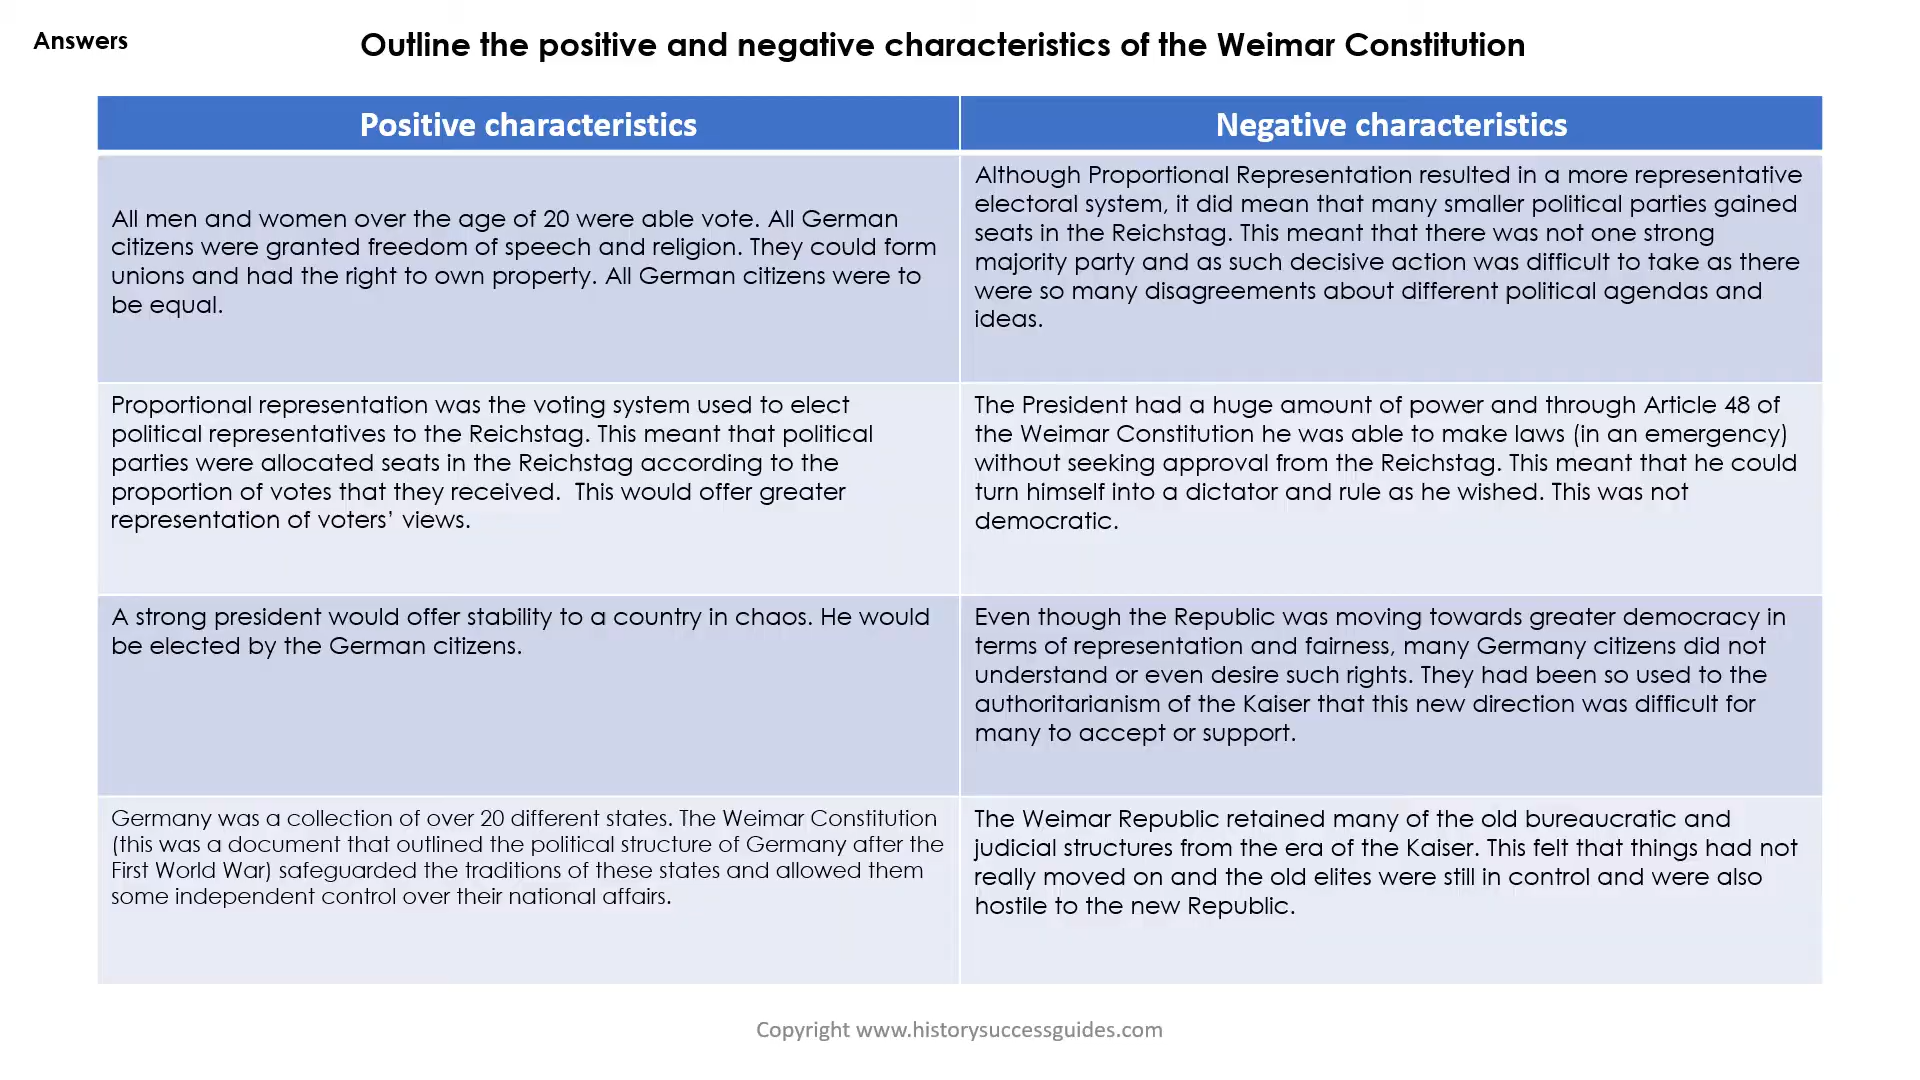 Answers
Outline the positive and negative characteristics of the Weimar Constitution
Positive characteristics
Negative characteristics
All men and women over the age of 20 were able vote. All German
citizens were granted freedom of speech and religion. They could form
unions and had the right to own property. All German citizens were to
be equal.
Although Proportional Representation resulted in a more representative
electoral system, it did mean that many smaller political parties gained
seats in the Reichstag. This meant that there was not one strong
majority party and as such decisive action was difficult to take as there
were so many disagreements about different political agendas and
ideas.
Proportional representation was the voting system used to elect
political representatives to the Reichstag. This meant that political
parties were allocated seats in the Reichstag according to the
proportion of votes that they received.  This would offer greater
representation of voters’ views.
The President had a huge amount of power and through Article 48 of
the Weimar Constitution he was able to make laws (in an emergency)
without seeking approval from the Reichstag. This meant that he could
turn himself into a dictator and rule as he wished. This was not
democratic.
A strong president would offer stability to a country in chaos. He would
be elected by the German citizens.
Even though the Republic was moving towards greater democracy in
terms of representation and fairness, many Germany citizens did not
understand or even desire such rights. They had been so used to the
authoritarianism of the Kaiser that this new direction was difficult for
many to accept or support.
Germany was a collection of over 20 different states. The Weimar Constitution
(this was a document that outlined the political structure of Germany after the
First World War) safeguarded the traditions of these states and allowed them
some independent control over their national affairs.
The Weimar Republic retained many of the old bureaucratic and
judicial structures from the era of the Kaiser. This felt that things had not
really moved on and the old elites were still in control and were also
hostile to the new Republic.
Copyright www.historysuccessguides.com